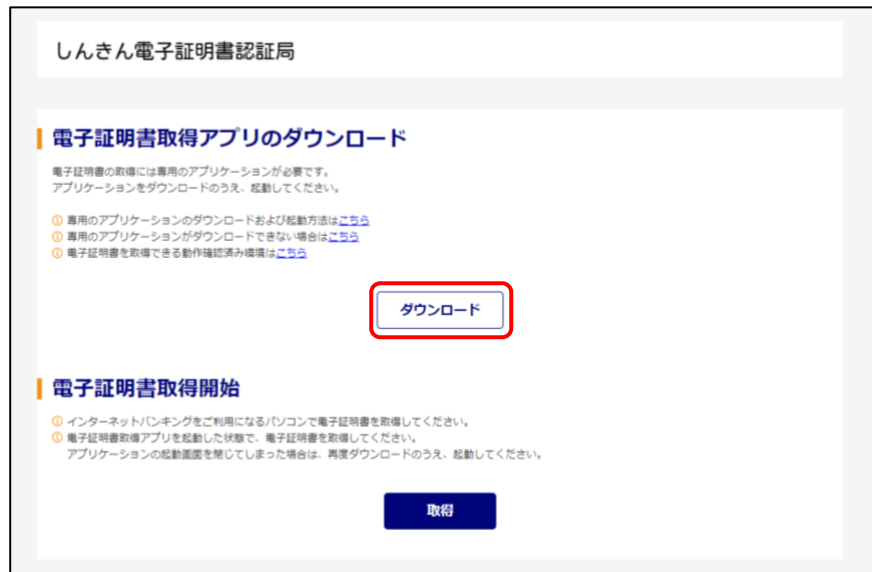 しんきん電子証明書認証局
電子証明書取得アプリのダウンロード
電子証明書の取得には専用のアプリケーションが必要です。
アプリケーションをダウンロードのうえ、起動してください。
① 専用のアプリケーションのダウンロードおよび起動方法はこちら
① 専用のアプリケーションがダウンロードできない場合はこちら
① 電子証明書を取得できる動作確認済み環境はこちら
ダウンロード
電子証明書取得開始
① インターネットバンキングをご利用になるパソコンで電子証明書を取得してください。
① 電子証明書取得アプリを起動した状態で、電子証明書を取得してください。
アプリケーションの起動画面を閉じてしまった場合は、再度ダウンロードのうえ、起動してください。
取得